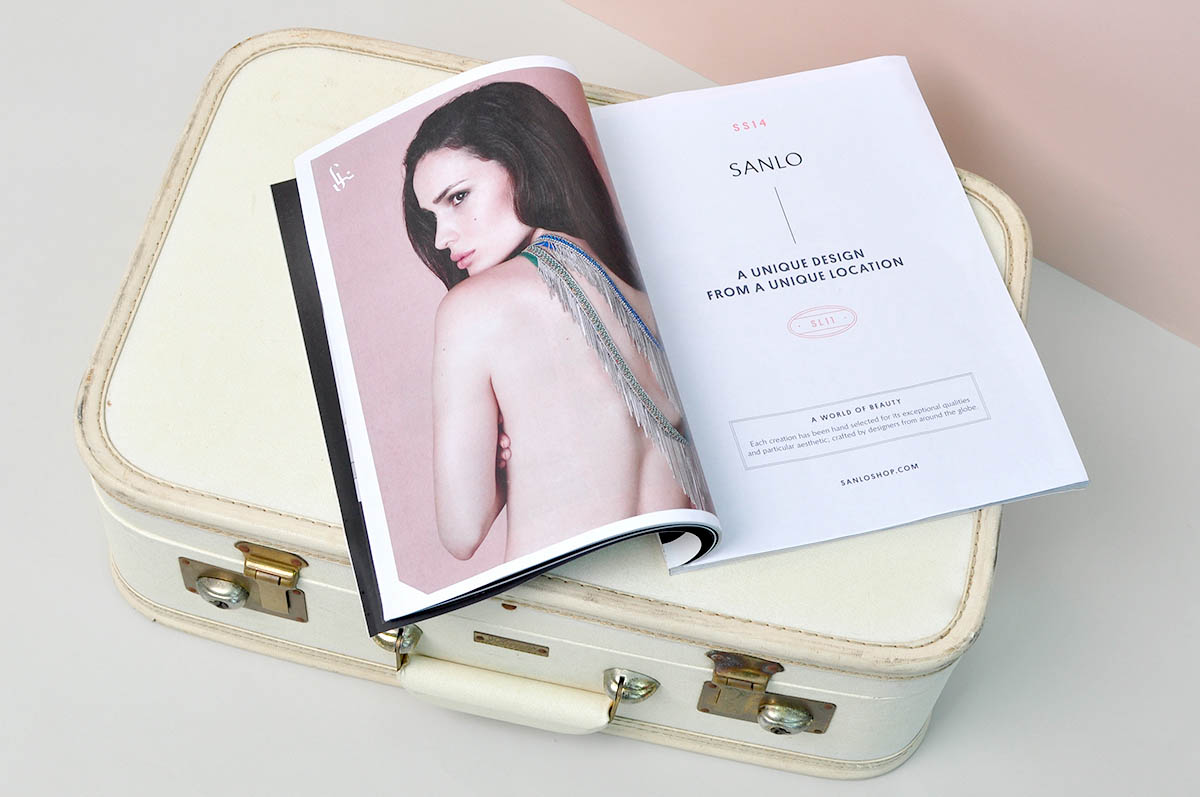 SS14
SANLO
A UNIQUE DESIGN
FROM A UNIQUE LOCATION
SL11
A WORLD OF BEAUTY
Each creation has been hand selected for its exceptional qualities
and particular aesthetic, crafted by designers from around the globe.
SANLOSHOP.COM